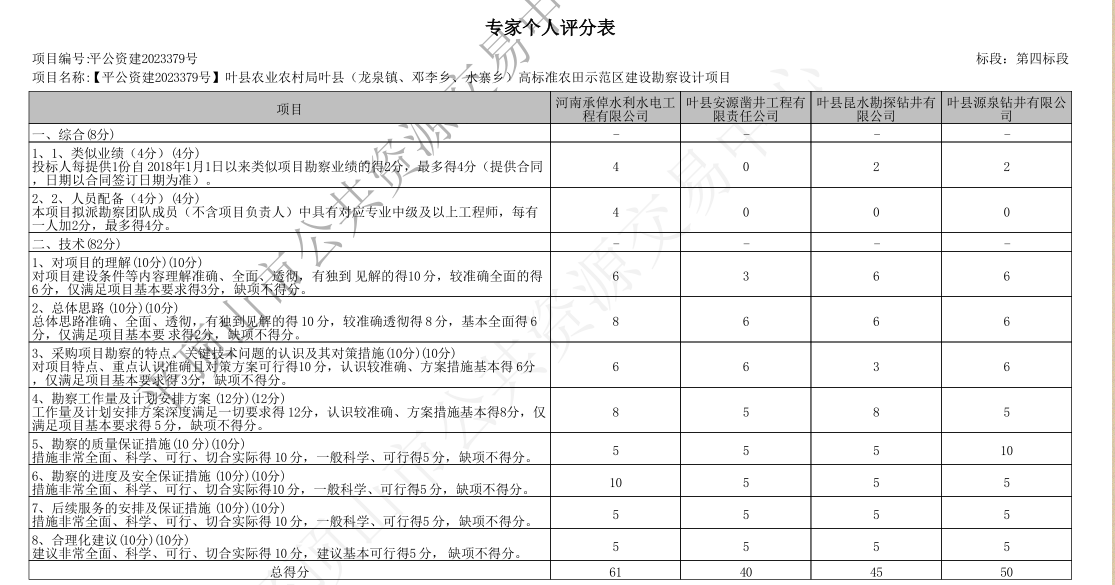 专家个人评分表
项目编号:平公资建2023379号
标段：第四标段
项目名称:【平公资建2023379号】叶县农业农村局叶县（龙泉镇、邓李乡、水寨乡）高标准农田示范区建设勘察设计项目
项目
河南承倬水利水电工
程有限公司
叶县安源凿井工程有
限责任公司
叶县昆水勘探钻井有
限公司
叶县源泉钻井有限公
司
一、综合(8分)
–
–
–
–
1、1、类似业绩（4分）(4分)
投标人每提供1份自 2018年1月1日以来类似项目勘察业绩的得2分，最多得4分（提供合同
，日期以合同签订日期为准）。
4
0
2
2
2、2、人员配备（4分）(4分)
本项目拟派勘察团队成员（不含项目负责人）中具有对应专业中级及以上工程师，每有
一人加2分，最多得4分。
4
0
0
0
二、技术(82分)
–
–
–
–
1、对项目的理解(10分)(10分)
对项目建设条件等内容理解准确、全面、透彻，有独到 见解的得10 分，较准确全面的得
6 分，仅满足项目基本要求得3分，缺项不得分。
6
3
6
6
2、总体思路 (10分)(10分)
总体思路准确、全面、透彻，有独到见解的得 10 分，较准确透彻得 8 分，基本全面得 6
分，仅满足项目基本要 求得2分，缺项不得分。
8
6
6
6
3、采购项目勘察的特点、关键技术问题的认识及其对策措施(10分)(10分)
对项目特点、重点认识准确且对策方案可行得10分，认识较准确、方案措施基本得 6分
，仅满足项目基本要求得 3分，缺项不得分。
6
6
3
6
4、勘察工作量及计划安排方案 (12分)(12分)
工作量及计划安排方案深度满足一切要求得 12分，认识较准确、方案措施基本得8分，仅
满足项目基本要求得 5 分，缺项不得分。
8
5
8
5
5、勘察的质量保证措施(10 分)(10分)
措施非常全面、科学、可行、切合实际得 10 分，一般科学、可行得5 分，缺项不得分。
5
5
5
10
6、勘察的进度及安全保证措施 (10分)(10分)
措施非常全面、科学、可行、切合实际得10 分，一般科学、可行得5 分，缺项不得分。
10
5
5
5
7、后续服务的安排及保证措施 (10分)(10分)
措施非常全面、科学、可行、切合实际得 10 分，一般科学、可行得5 分，缺项不得分。
5
5
5
5
8、合理化建议(10分)(10分)
建议非常全面、科学、可行、切合实际得 10分，建议基本可行得5 分， 缺项不得分。
5
5
5
5
总得分
61
40
45
50
平顶山市公共资源交易中
顶山市公共资源交易中心